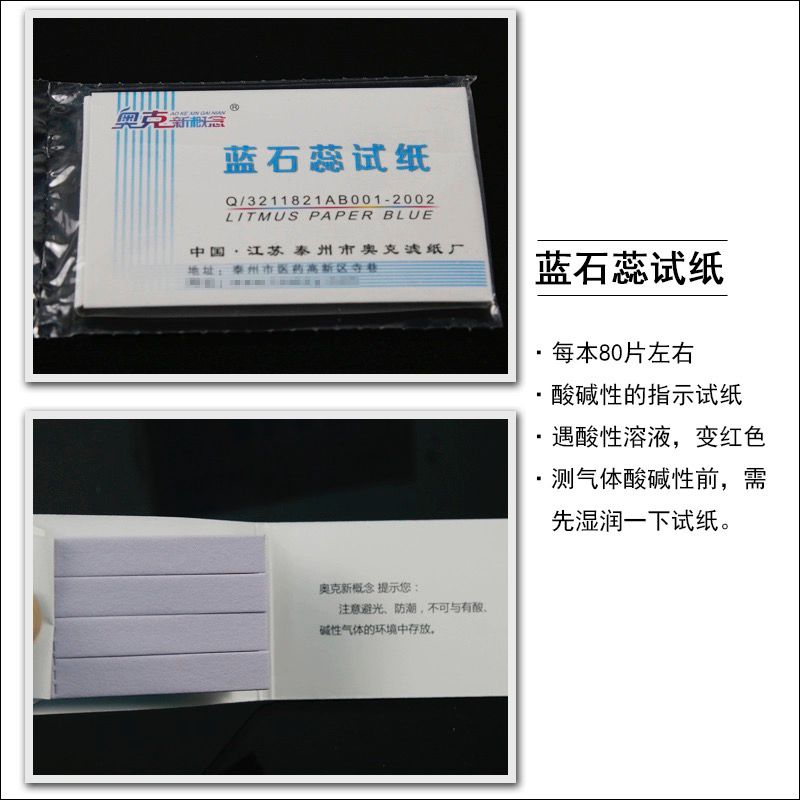 AO KE XIN GAI NIAN
奥克新概念®
蓝石蕊试纸
Q/3211821AB001-2002
LITMUS PAPER BLUE
中国·江苏 泰州市奥克滤纸厂
地址：泰州市医药高新区寺巷
奥克新概念 提示您：
注意避光、防潮，不可与有酸、
碱性气体的环境中存放。
蓝石蕊试纸
· 每本80片左右
· 酸碱性的指示试纸
· 遇酸性溶液，变红色
· 测气体酸碱性前，需
先湿润一下试纸。